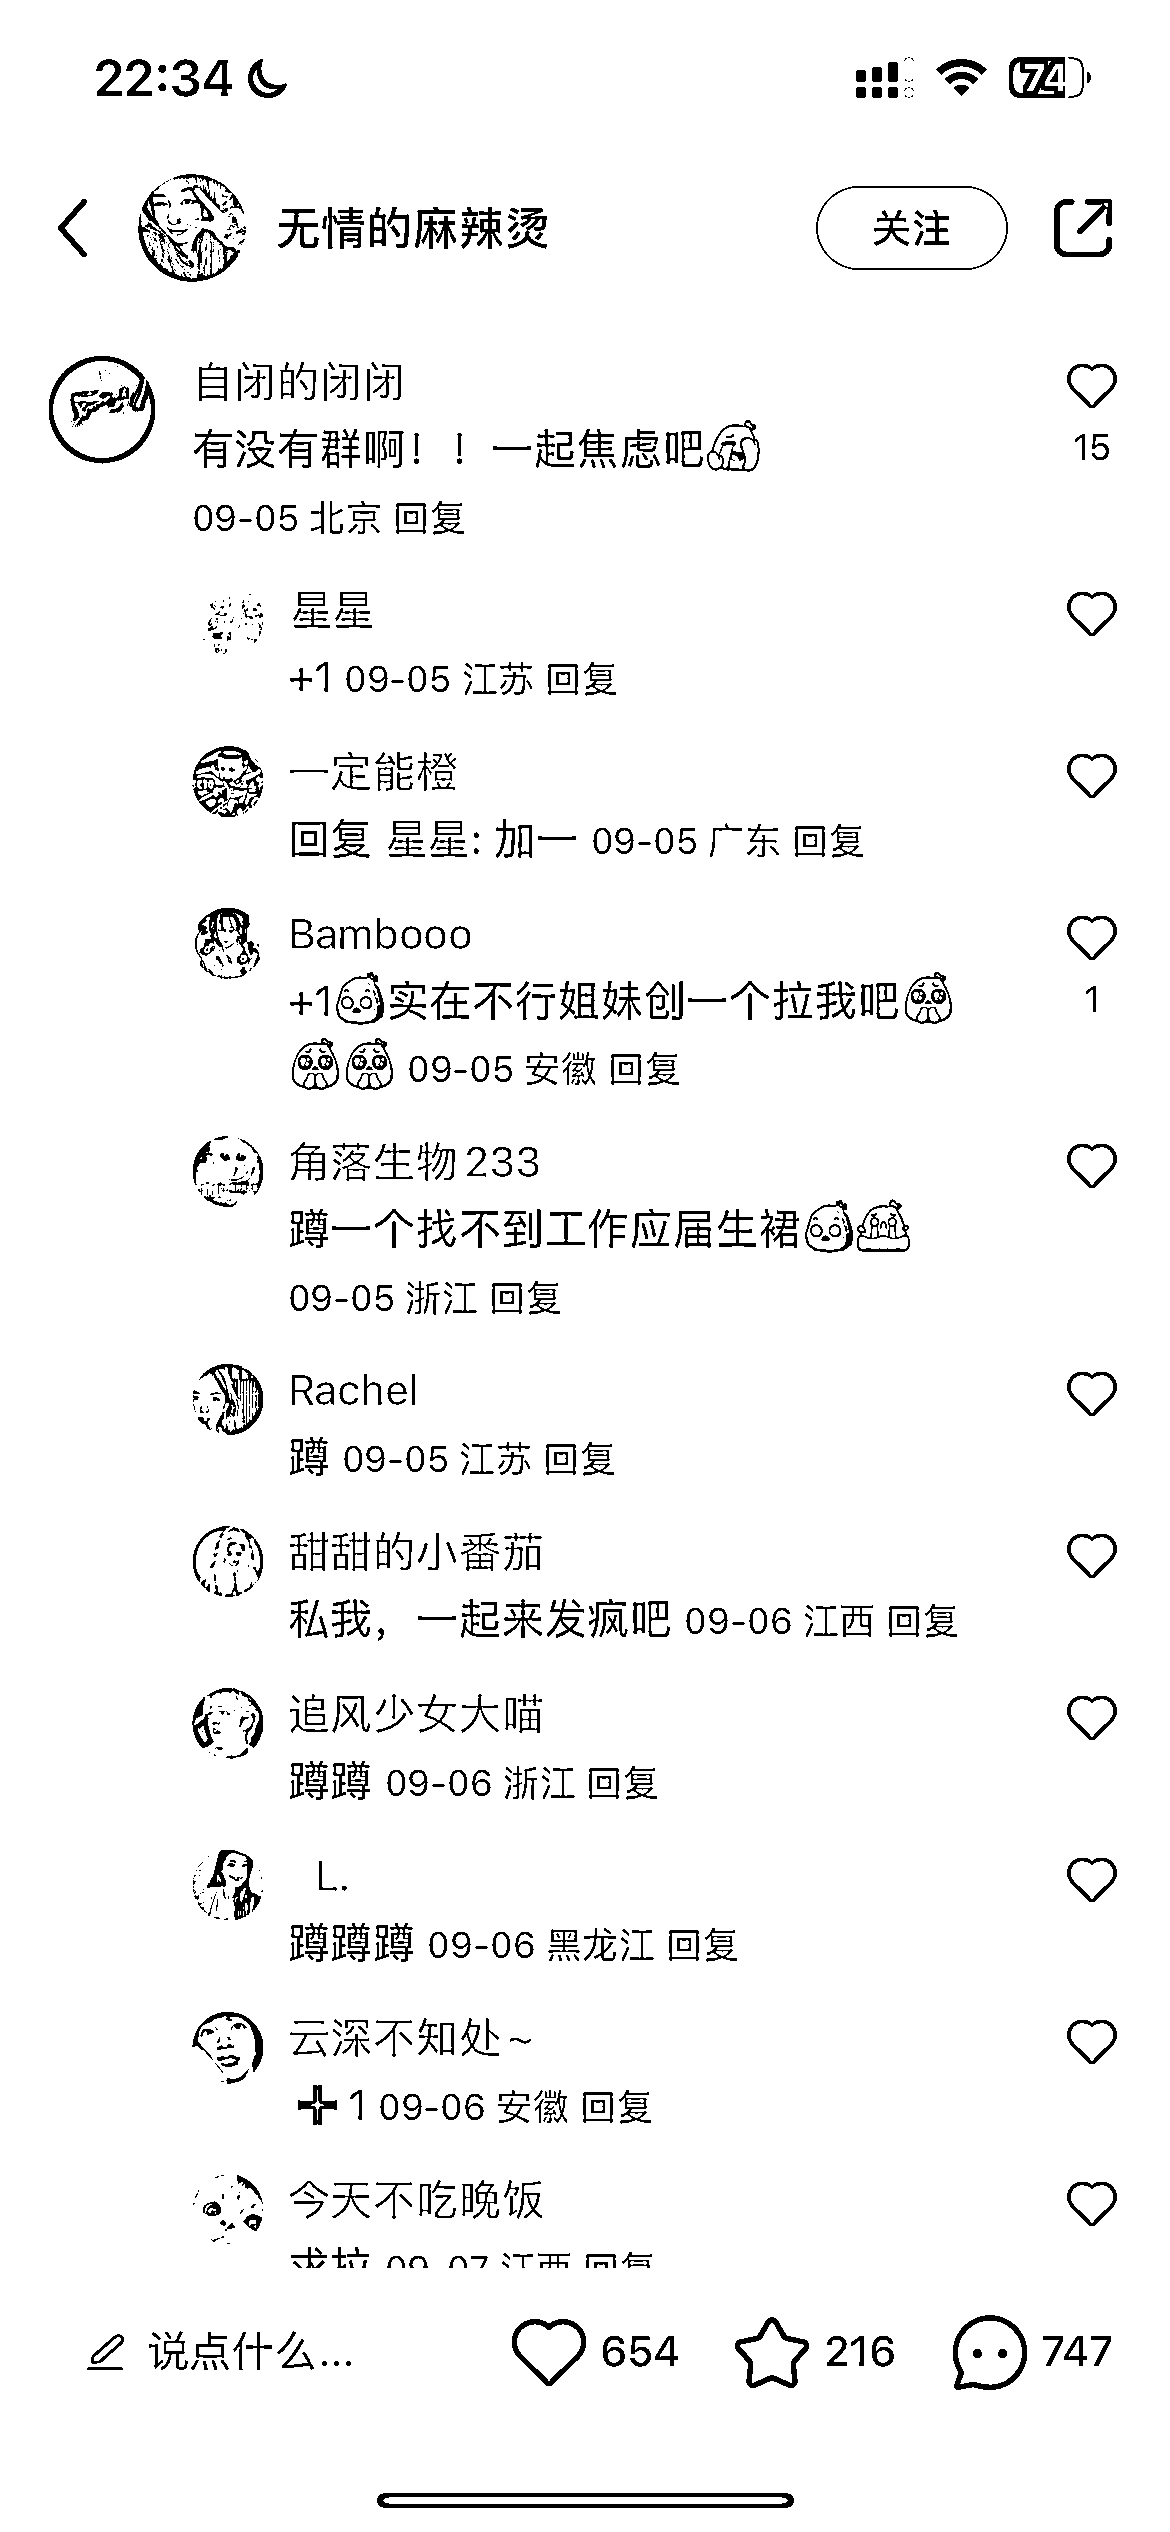 22:34
74
无情的麻辣烫
关注
自闭的闭闭
有没有群啊！！一起焦虑吧
15
09-05 北京 回复
星星
+1 09-05 江苏 回复
一定能橙
回复 星星: 加一 09-05 广东 回复
Bambooo
+1实在不行姐妹创一个拉我吧
1
09-05 安徽 回复
角落生物233
蹲一个找不到工作应届生裙
09-05 浙江 回复
Rachel
蹲 09-05 江苏 回复
甜甜的小番茄
私我，一起来发疯吧 09-06 江西 回复
追风少女大喵
蹲蹲 09-06 浙江 回复
L.
蹲蹲蹲 09-06 黑龙江 回复
云深不知处~
➕1 09-06 安徽 回复
今天不吃晚饭
求拉 09-07 江西 回复
说点什么...
654
216
747